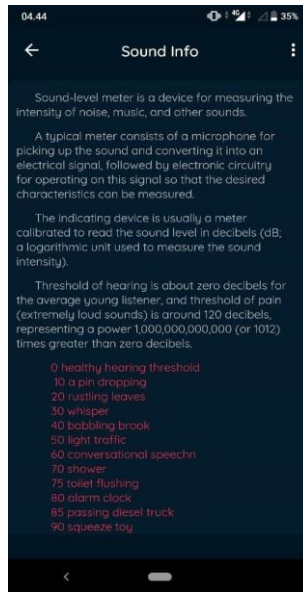 04.44
4G
35%
Sound Info
Sound-level meter is a device for measuring the
intensity of noise, music, and other sounds.
A typical meter consists of a microphone for
picking up the sound and converting it into an
electrical signal, followed by electronic circuitry
for operating on this signal so that the desired
characteristics can be measured.
The indicating device is usually a meter
calibrated to read the sound level in decibels (dB;
a logarithmic unit used to measure the sound
intensity).
Threshold of hearing is about zero decibels for
the average young listener, and threshold of pain
(extremely loud sounds) is around 120 decibels,
representing a power 1,000,000,000,000 (or 1012)
times greater than zero decibels.
0 healthy hearing threshold
10 a pin dropping
20 rustling leaves
30 whisper
40 babbling brook
50 light traffic
60 conversational speechn
70 shower
75 toilet flushing
80 alarm clock
85 passing diesel truck
90 squeeze toy